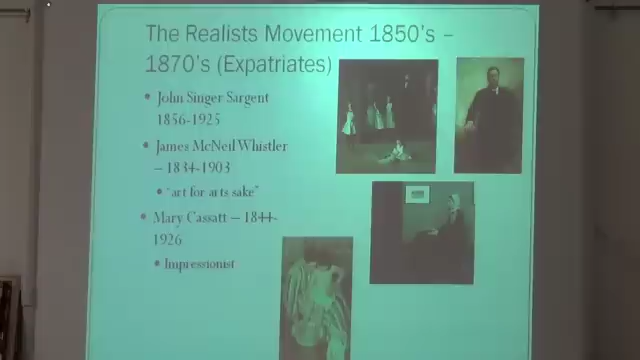 The Realists Movement 1850's –
1870's (Expatriates)
• John Singer Sargent
1856-1925
• James McNeil Whistler
– 1834-1903
• "art for arts sake"
• Mary Cassatt – 1844-
1926
• Impressionist